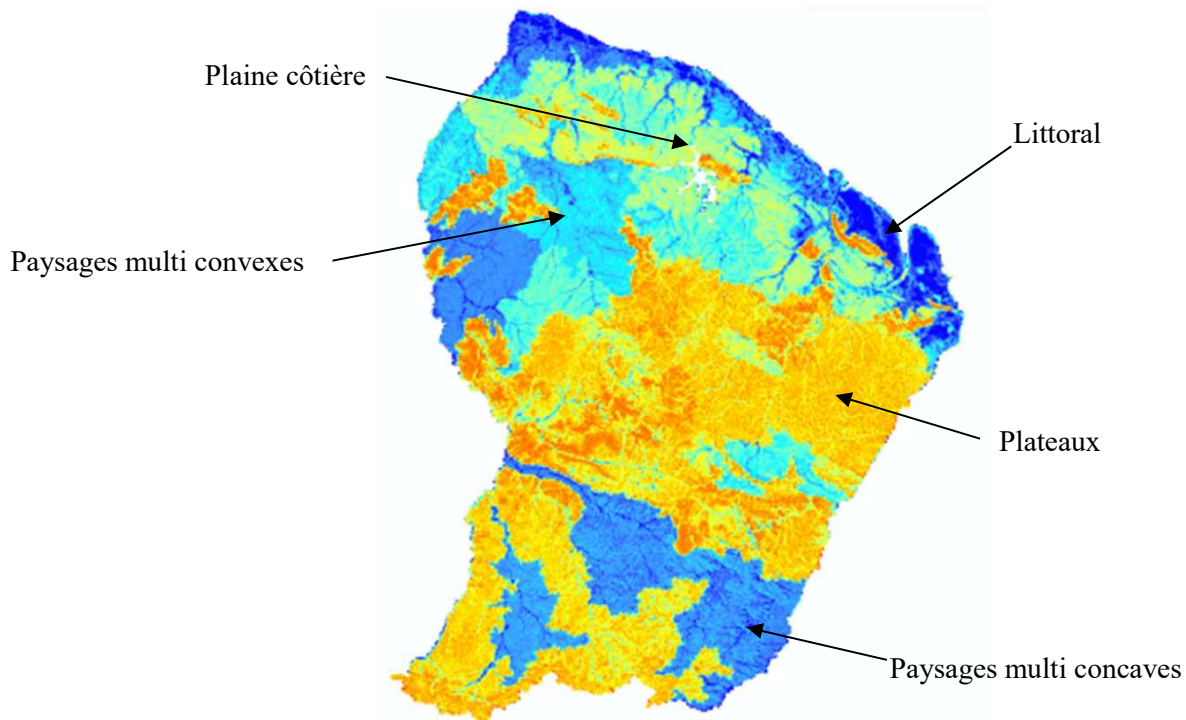 Plaine côtière
Littoral
Paysages multi convexes
Plateaux
Paysages multi concaves